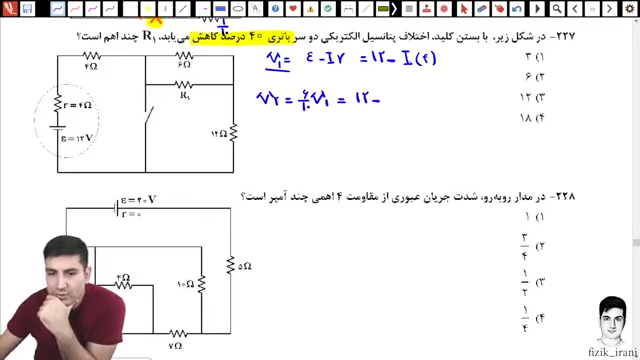 ۲۲۷- در شکل زیر، با بستن کلید، اختلاف پتانسیل الکتریکی دو سر باتری ۴۰ درصد کاهش می‌یابد. R₁ چند اهم است؟
۱) ۳
۲) ۶
۳) ۱۲
۴) ۱۸
V₁ = ε - Ir = ۱۲ - I(۴)
V₂ = ۶/۱۰ V₁ = ۱۲ -
۴Ω
۶Ω
R₁
r = ۴Ω
ε = ۱۲V
۱۲Ω
۲۲۸- در مدار روبه‌رو، شدت جریان عبوری از مقاومت ۴ اهمی چند آمپر است؟
۱) ۱
۲) ۳/۴
۳) ۱/۲
۴) ۱/۴
ε = ۲۰V
r = ۰
۵Ω
۴Ω
۱۰Ω
۷Ω
fizik_irani